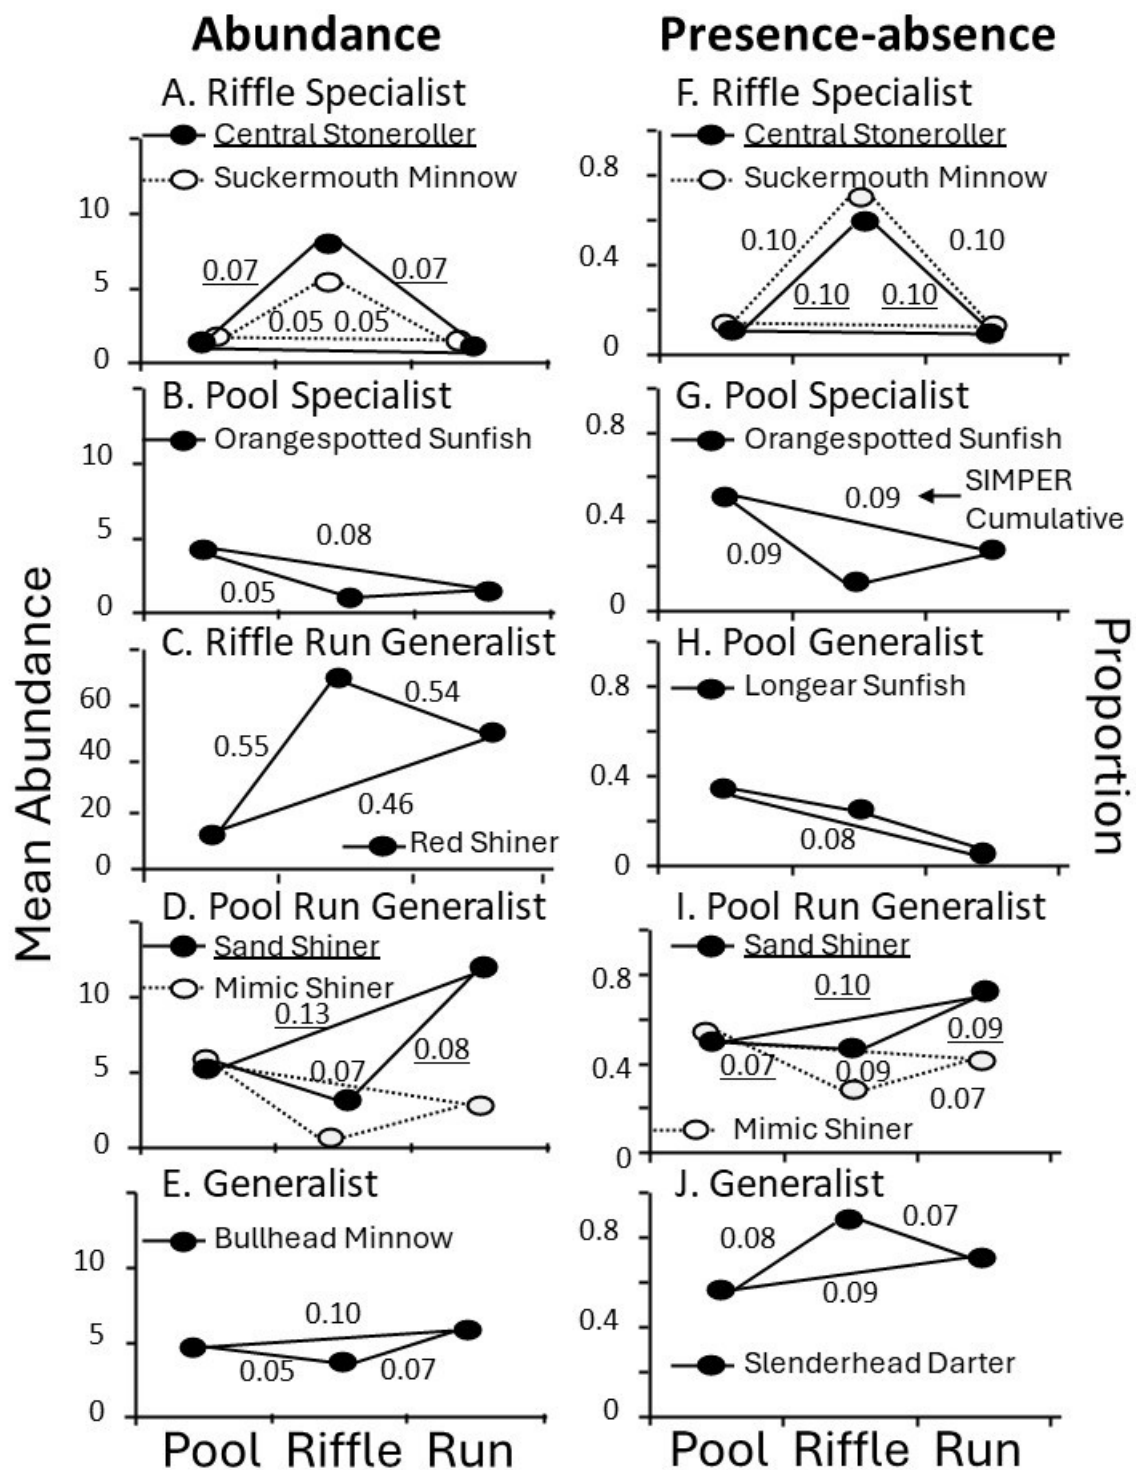 Abundance
Presence-absence
A. Riffle Specialist
Central Stoneroller
Suckermouth Minnow
10
5
0
0.07
0.07
0.05 0.05
F. Riffle Specialist
Central Stoneroller
Suckermouth Minnow
0.8
0.4
0
0.10
0.10
0.10
0.10
B. Pool Specialist
Orangespotted Sunfish
10
5
0
0.08
0.05
G. Pool Specialist
Orangespotted Sunfish
0.8
0.4
0
0.09
SIMPER
Cumulative
0.09
C. Riffle Run Generalist
60
40
20
0
0.54
0.55
0.46
Red Shiner
H. Pool Generalist
Longear Sunfish
0.8
0.4
0
0.08
D. Pool Run Generalist
Sand Shiner
Mimic Shiner
10
5
0
0.13
0.07
0.08
I. Pool Run Generalist
Sand Shiner
0.8
0.4
0
0.10
0.09
0.07
0.09
0.07
Mimic Shiner
E. Generalist
Bullhead Minnow
10
5
0
0.10
0.05
0.07
J. Generalist
0.8
0.4
0
0.08
0.07
0.09
Slenderhead Darter
Pool Riffle Run
Pool Riffle Run
Mean Abundance
Proportion